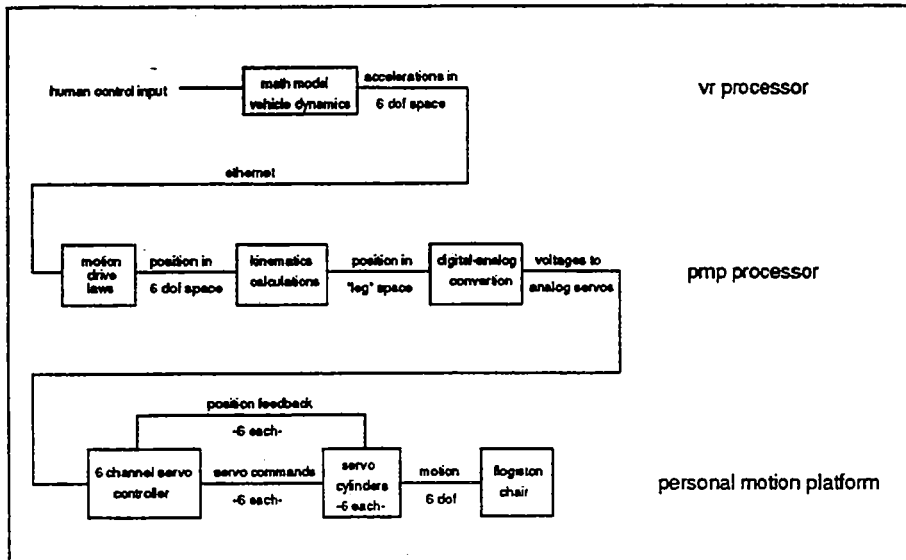 human control input
math model
vehicle dynamics
accelerations in
6 dof space
vr processor
ethernet
motion
drive
laws
position in
6 dof space
kinematics
calculations
position in
"leg" space
digital-analog
convertion
voltages to
analog servos
pmp processor
position feedback
-6 each-
6 channel servo
controller
servo commands
-6 each-
servo
cylinders
-6 each-
motion
6 dof
flogiston
chair
personal motion platform